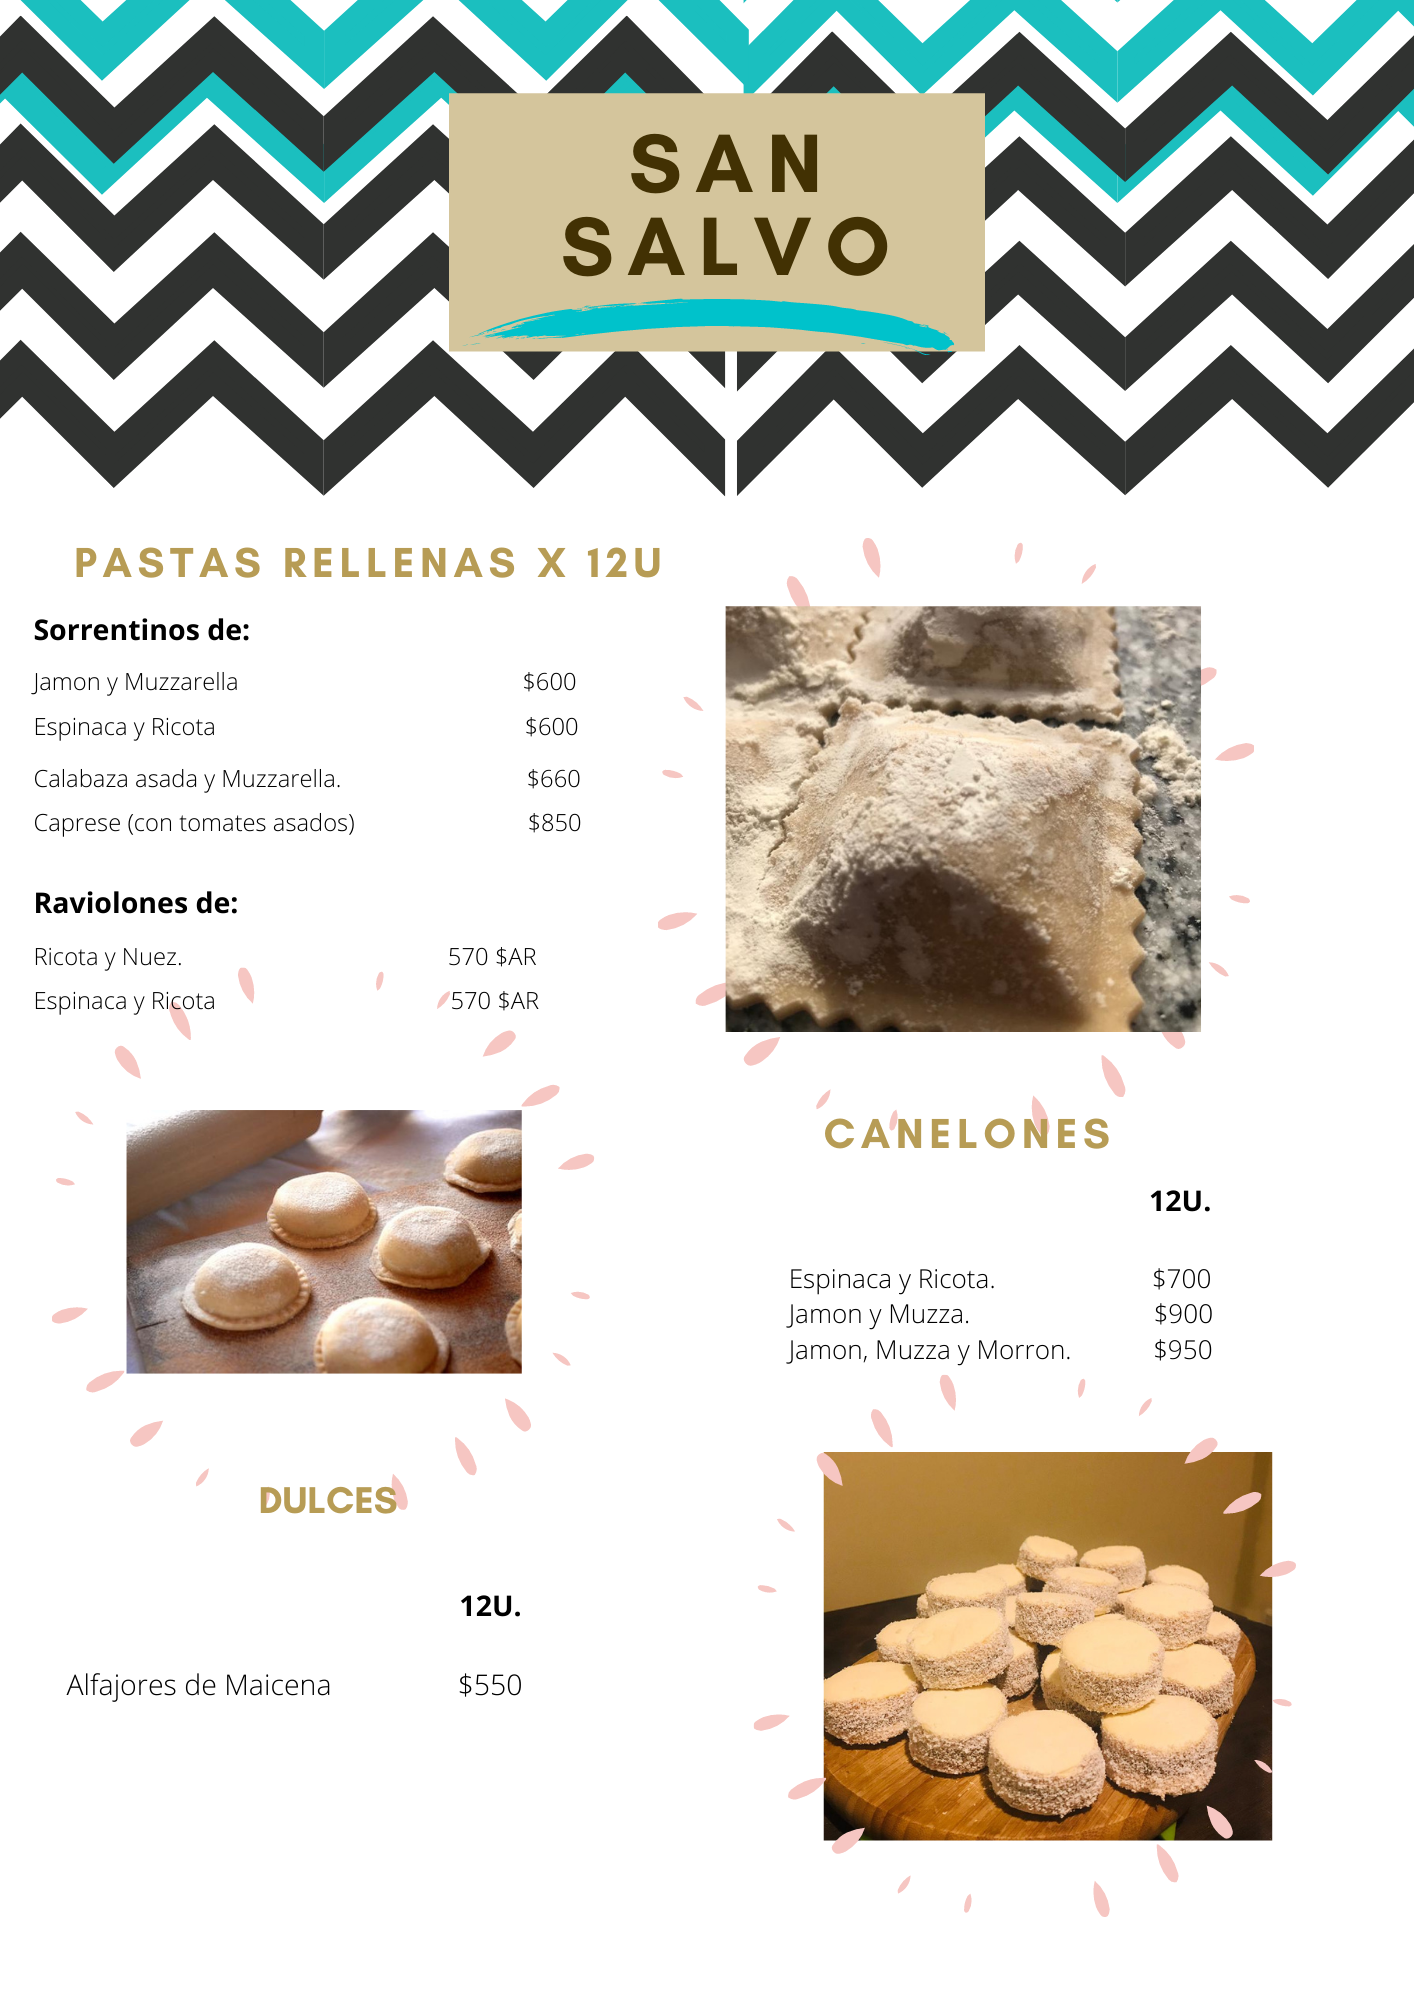 SAN
SALVO
PASTAS RELLENAS X 12U
Sorrentinos de:
Jamon y Muzzarella $600
Espinaca y Ricota $600
Calabaza asada y Muzzarella. $660
Caprese (con tomates asados) $850
Raviolones de:
Ricota y Nuez. 570 $AR
Espinaca y Ricota 570 $AR
CANELONES
12U.
Espinaca y Ricota. $700
Jamon y Muzza. $900
Jamon, Muzza y Morron. $950
DULCES
12U.
Alfajores de Maicena $550